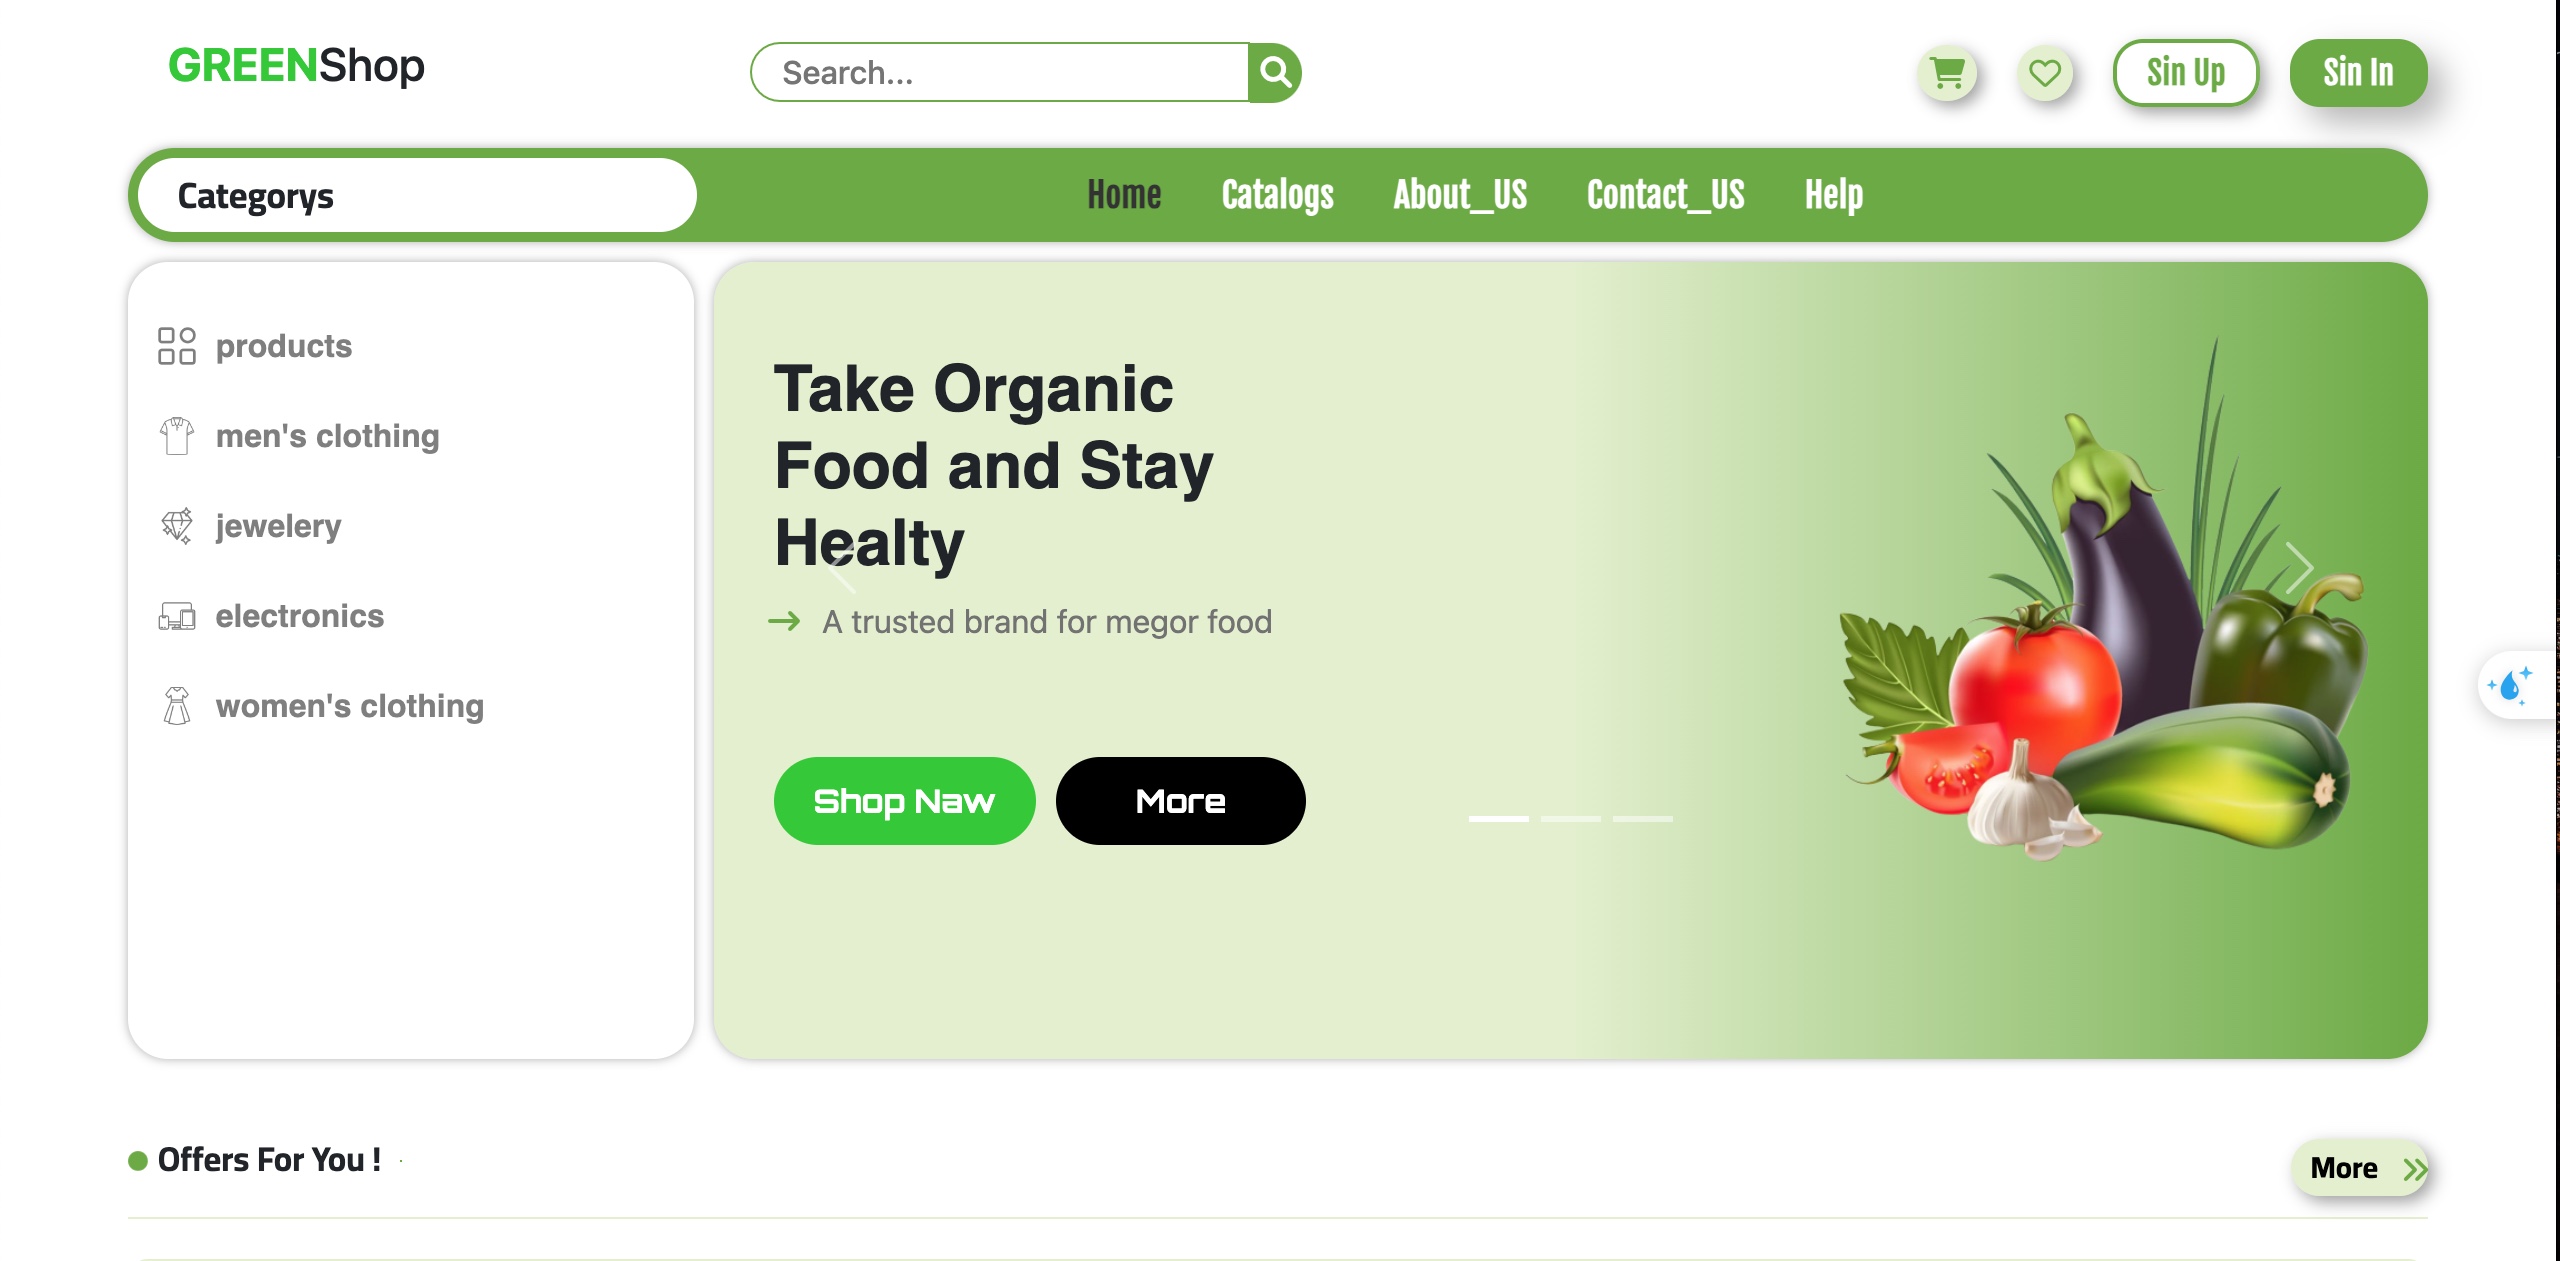 GREENShop
Search...
Sin Up
Sin In
Categorys
Home
Catalogs
About_US
Contact_US
Help
products
men's clothing
jewelery
electronics
women's clothing
Take Organic
Food and Stay
Healty
A trusted brand for megor food
Shop Naw
More
Offers For You !
More